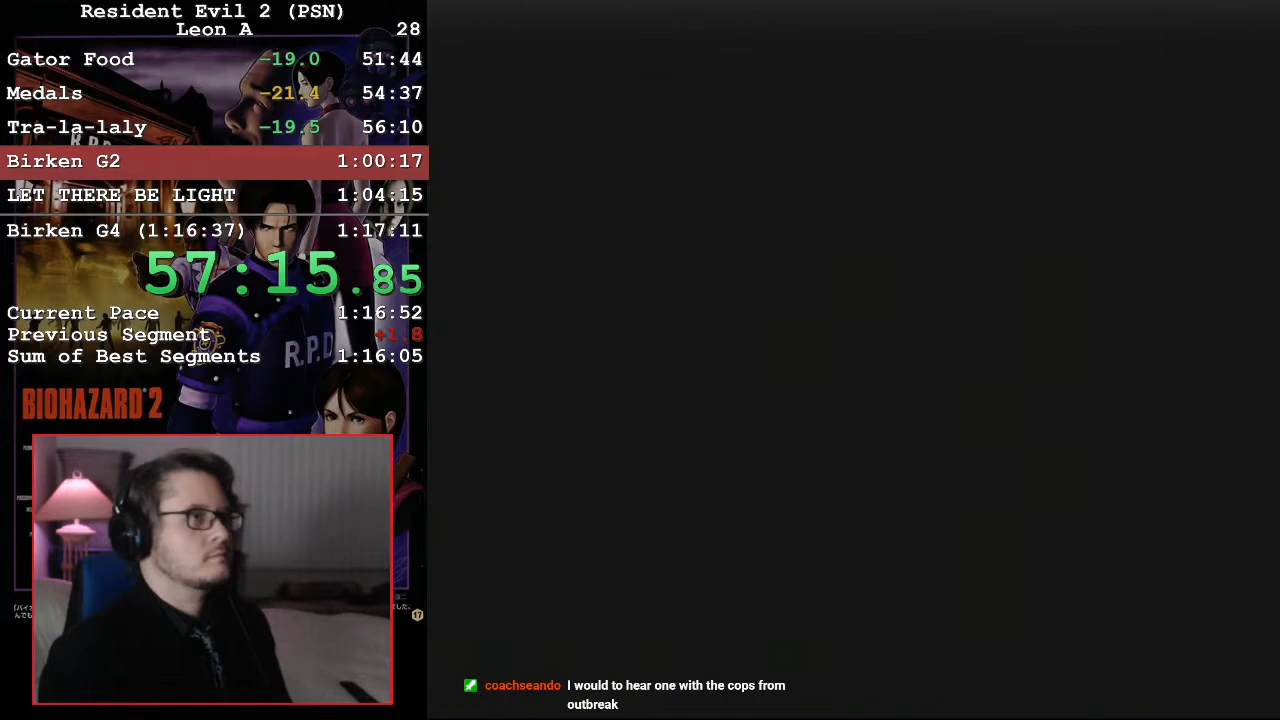 Resident Evil 2 (PSN)
Leon A 28
Gator Food -19.0 51:44
Medals -21.4 54:37
Tra-la-laly -19.5 56:10
Birken G2 1:00:17
LET THERE BE LIGHT 1:04:15
Birken G4 (1:16:37) 1:17:11
57:15.85
Current Pace 1:16:52
Previous Segment +1.8
Sum of Best Segments 1:16:05
R.P.D
BIOHAZARD 2
17
coachseando I would to hear one with the cops from
outbreak